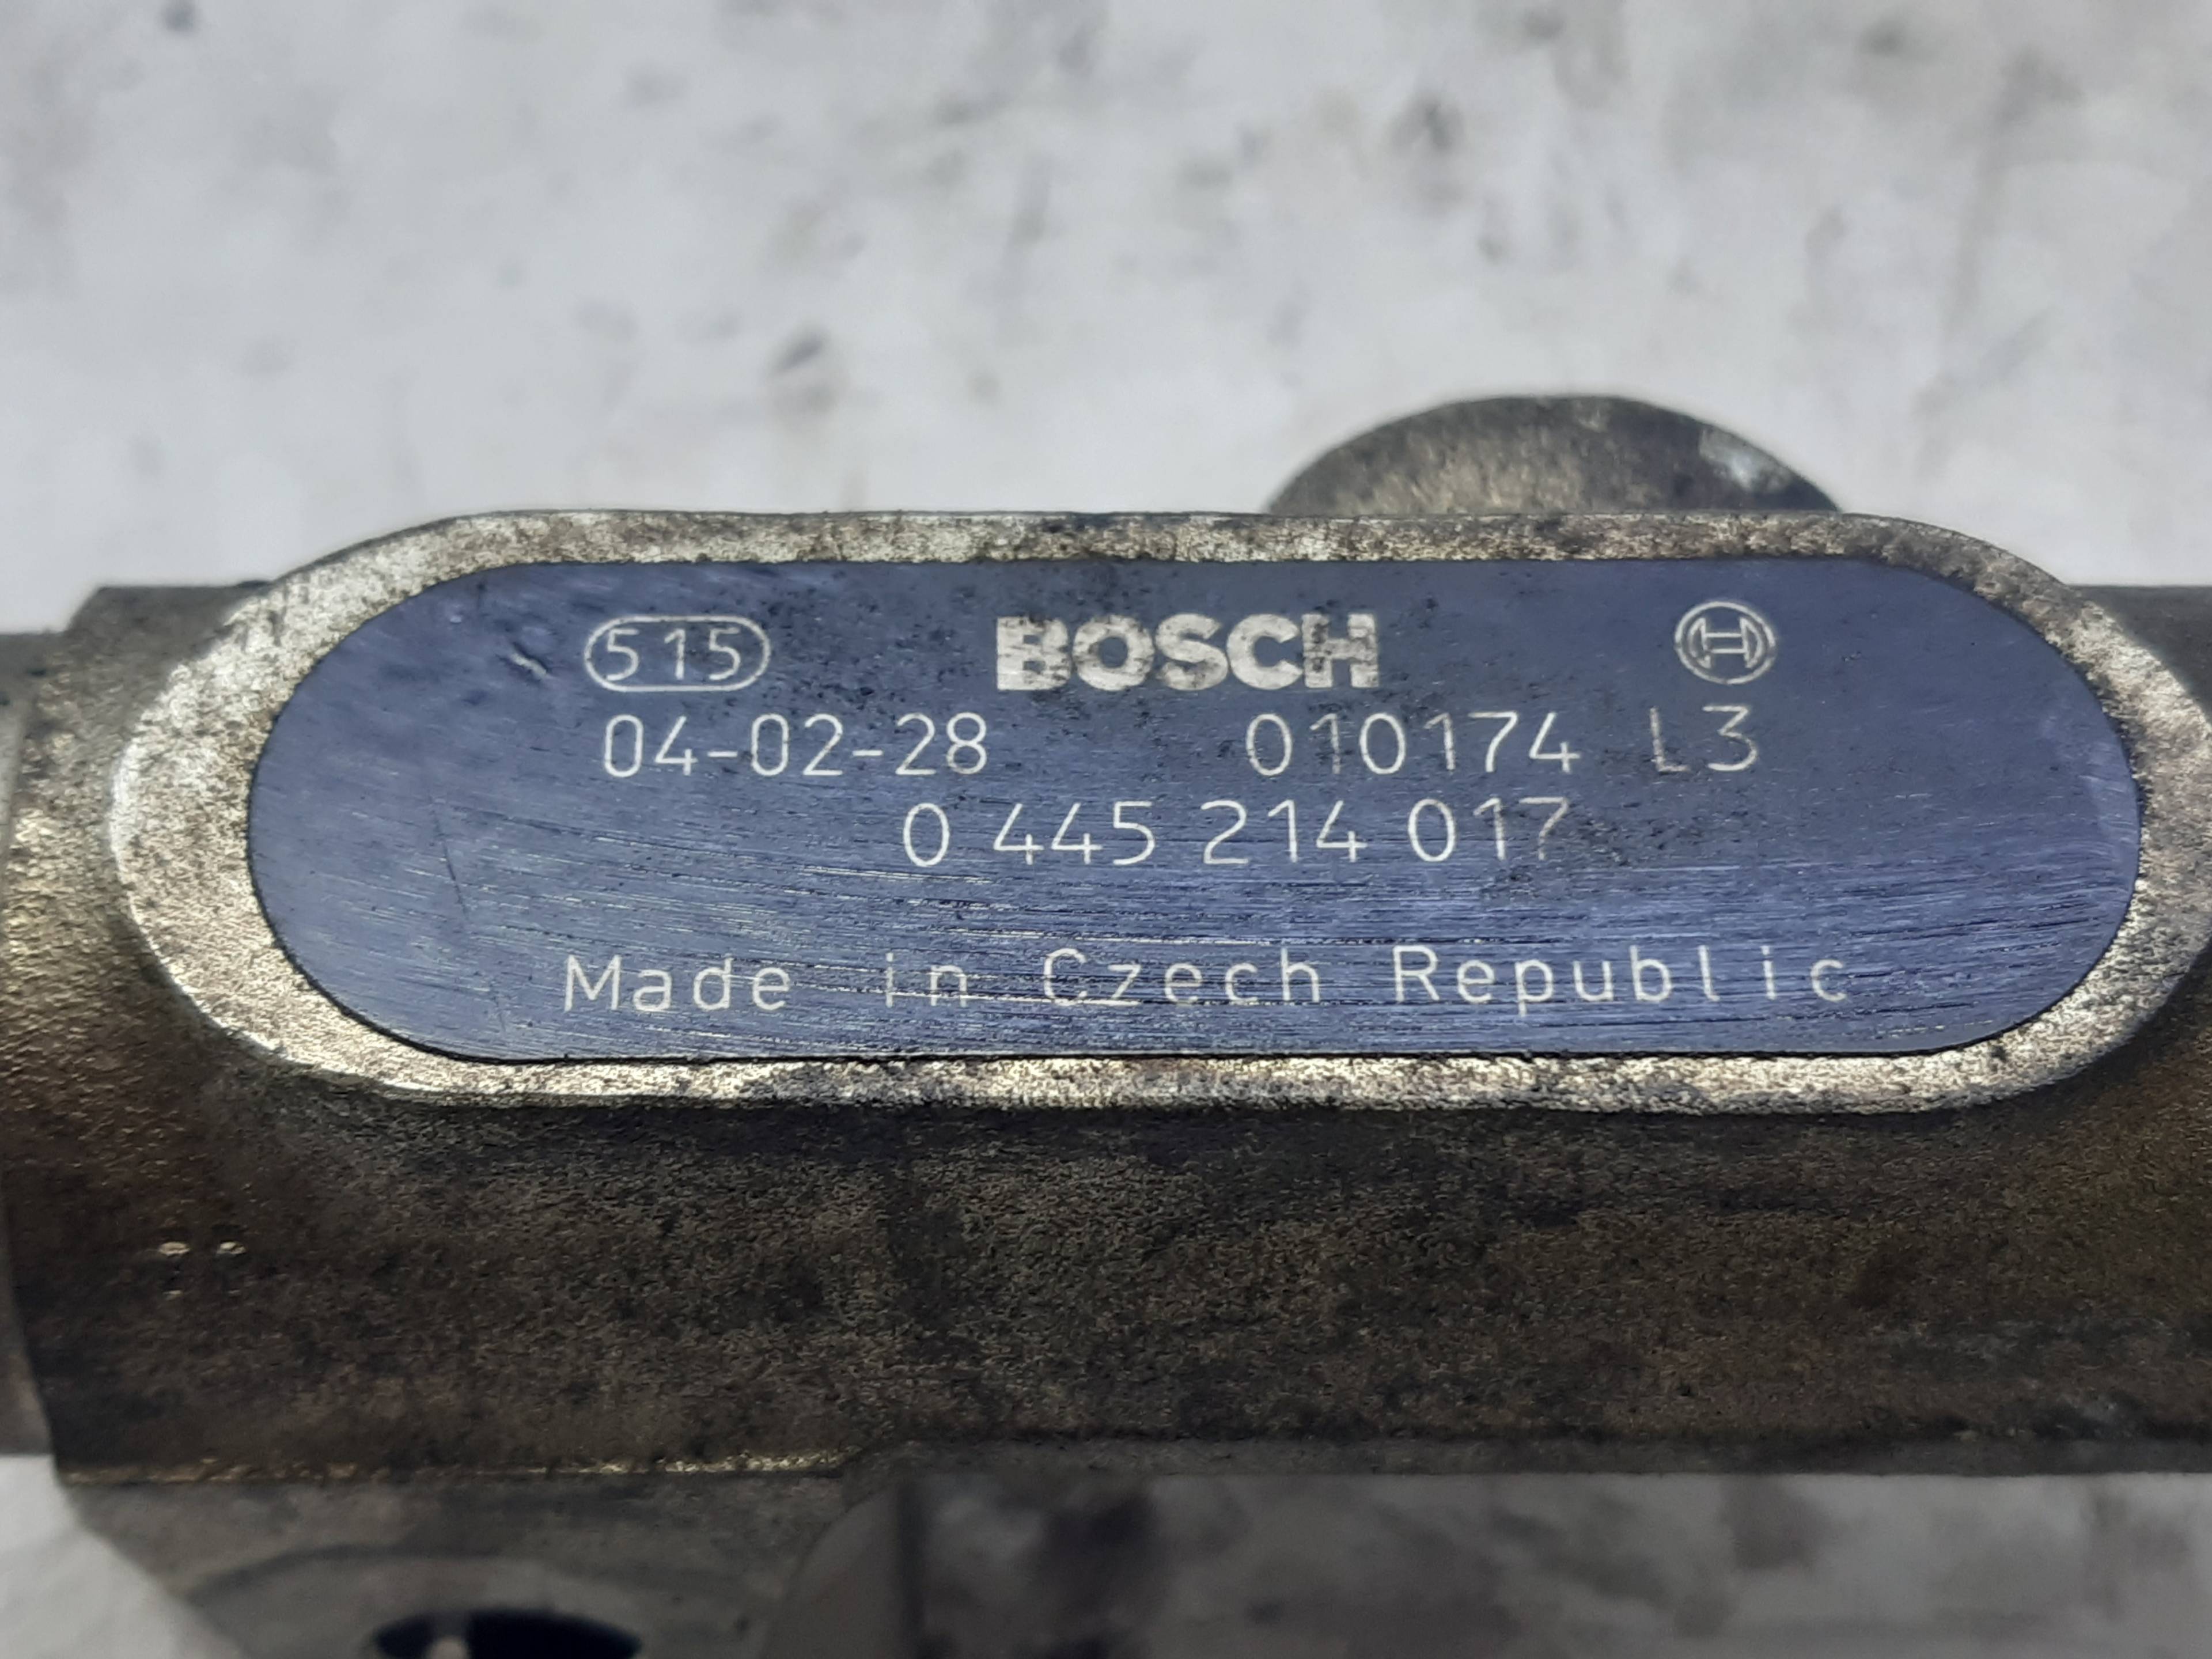 515 BOSCH
04-02-28 010174 L3
0 445 214 017
Made in Czech Republic